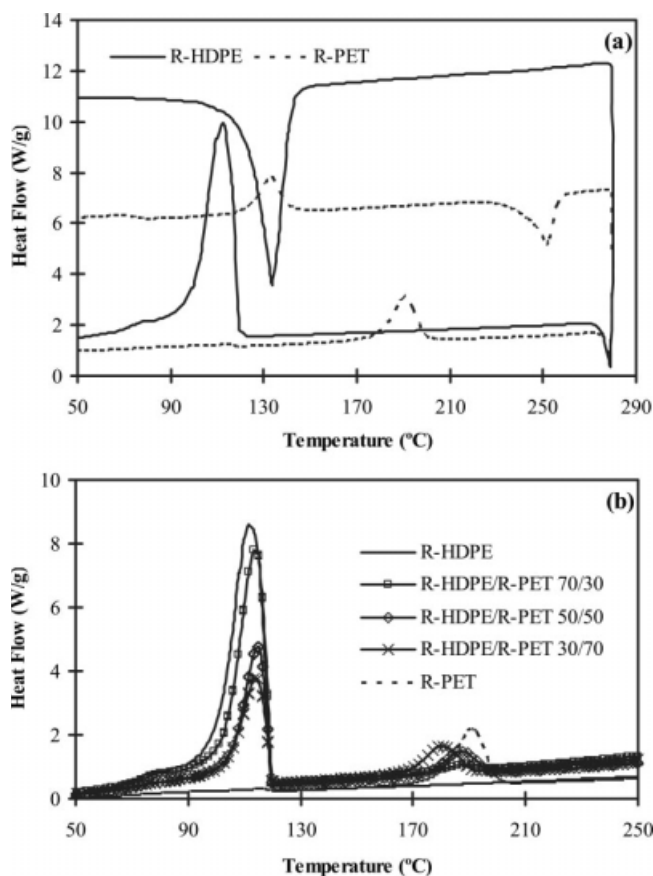 (a)
R-HDPE R-PET
14
12
10
8
6
4
2
0
Heat Flow (W/g)
50 90 130 170 210 250 290
Temperature (ºC)
(b)
R-HDPE
R-HDPE/R-PET 70/30
R-HDPE/R-PET 50/50
R-HDPE/R-PET 30/70
R-PET
10
8
6
4
2
0
Heat Flow (W/g)
50 90 130 170 210 250
Temperature (ºC)